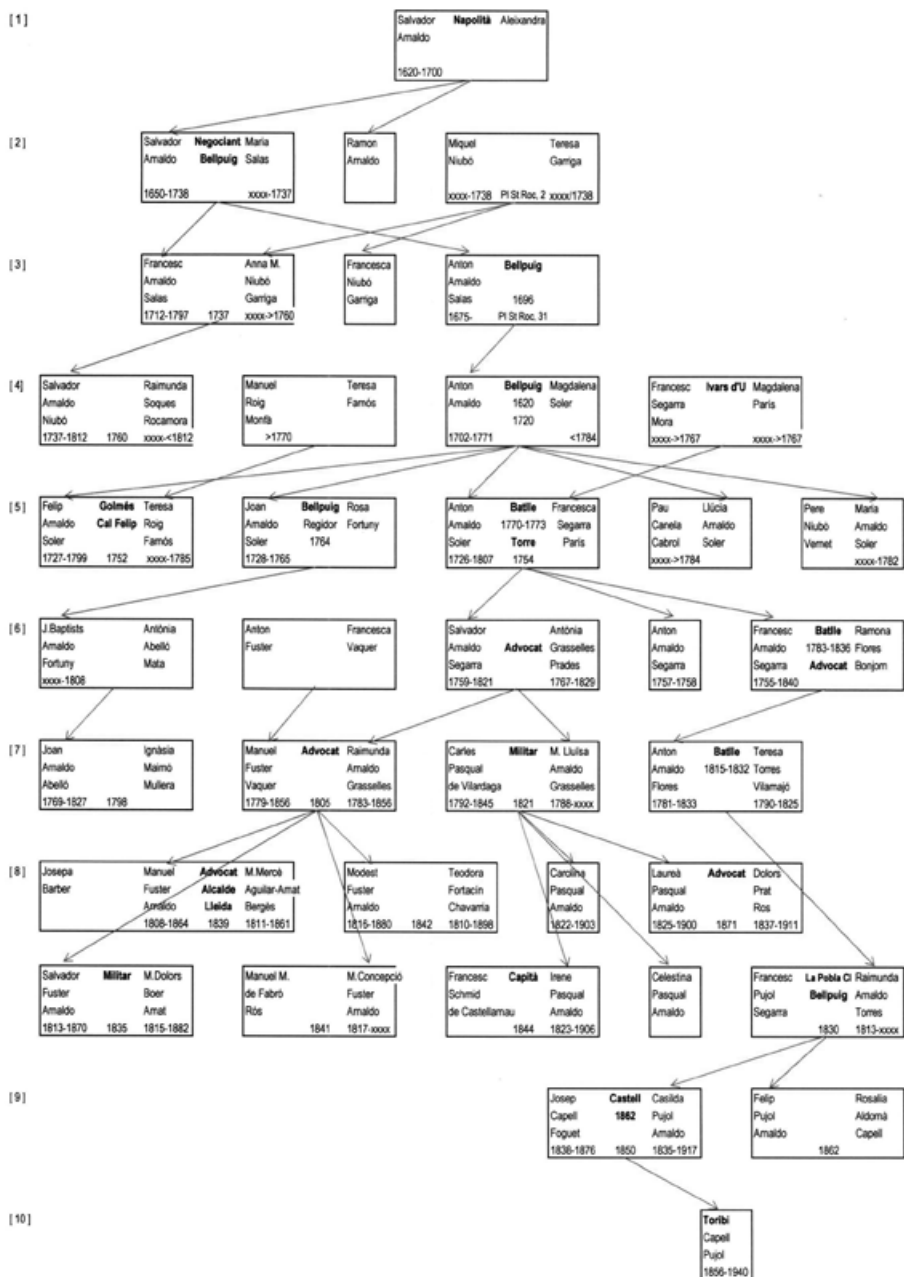 [1]
Salvador Napolità Aleixandra
Arnaldo
1620-1700
[2]
Salvador Negociant Maria
Arnaldo Bellpuig Salas
1650-1738 xxxx-1737
Ramon
Arnaldo
Miquel Teresa
Niubó Garriga
xxxx-1738 Pl St Roc, 2 xxxx/1738
[3]
Francesc Anna M.
Arnaldo Niubó
Salas Garriga
1712-1797 1737 xxxx->1760
Francesca
Niubó
Garriga
Anton Bellpuig
Arnaldo
Salas 1696
1675- Pl St Roc, 31
[4]
Salvador Raimunda
Arnaldo Soques
Niubó Rocamora
1737-1812 1760 xxxx-<1812
Manuel Teresa
Roig Famós
Monfà
>1770
Anton Bellpuig Magdalena
Arnaldo 1620 Soler
1720
1702-1771 <1784
Francesc Ivars d'U Magdalena
Segarra París
Mora
xxxx->1767 xxxx->1767
[5]
Felip Golmés Teresa
Arnaldo Cal Felip Roig
Soler Famós
1727-1799 1752 xxxx-1785
Joan Bellpuig Rosa
Arnaldo Regidor Fortuny
Soler 1764
1728-1765
Anton Batlle Francesca
Arnaldo 1770-1773 Segarra
Soler Torre París
1726-1807 1754
Pau Llúcia
Canela Arnaldo
Cabrol Soler
xxxx->1784
Pere Maria
Niubó Arnaldo
Vernet Soler
xxxx-1782
[6]
J.Baptists Antònia
Arnaldo Abelló
Fortuny Mata
xxxx-1808
Anton Francesca
Fuster Vaquer
Salvador Antònia
Arnaldo Advocat Grasselles
Segarra Prades
1759-1821 1767-1829
Anton
Arnaldo
Segarra
1757-1758
Francesc Batlle Ramona
Arnaldo 1783-1836 Flores
Segarra Advocat Bonjorn
1755-1840
[7]
Joan Ignàsia
Arnaldo Maimó
Abelló Mullera
1769-1827 1798
Manuel Advocat Raimunda
Fuster Arnaldo
Vaquer Grasselles
1779-1856 1805 1783-1856
Carles Militar M. Lluïsa
Pasqual Arnaldo
de Vilardaga Grasselles
1792-1845 1821 1788-xxxx
Anton Batlle Teresa
Arnaldo 1815-1832 Torres
Flores Vilamajó
1781-1833 1790-1825
[8]
Josepa Manuel Advocat M.Mercè
Barber Fuster Alcalde Aguilar-Amat
Arnaldo Lleida Bergès
1808-1864 1839 1811-1861
Modest Teodora
Fuster Fortacín
Arnaldo Chavarria
1816-1880 1842 1810-1898
Carolina
Pasqual
Arnaldo
1822-1903
Laureà Advocat Dolors
Pasqual Prat
Arnaldo Ros
1825-1900 1871 1837-1911
Salvador Militar M.Dolors
Fuster Boer
Arnaldo Amat
1813-1870 1835 1815-1882
Manuel M. M.Concepció
de Fabró Fuster
Rós Arnaldo
1841 1817-xxxx
Francesc Capità Irene
Schmid Pasqual
de Castellarnau Arnaldo
1844 1823-1906
Celestina
Pasqual
Arnaldo
Francesc La Pobla Cl Raimunda
Pujol Bellpuig Arnaldo
Segarra Torres
1830 1813-xxxx
[9]
Josep Castell Casilda
Capell 1862 Pujol
Foguet Arnaldo
1838-1876 1850 1835-1917
Felip Rosalia
Pujol Aldomà
Arnaldo Capell
1862
[10]
Toribi
Capell
Pujol
1856-1940